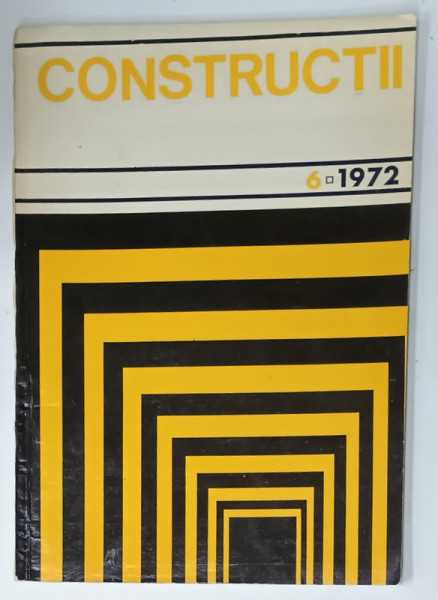 CONSTRUCTII
6 □ 1972